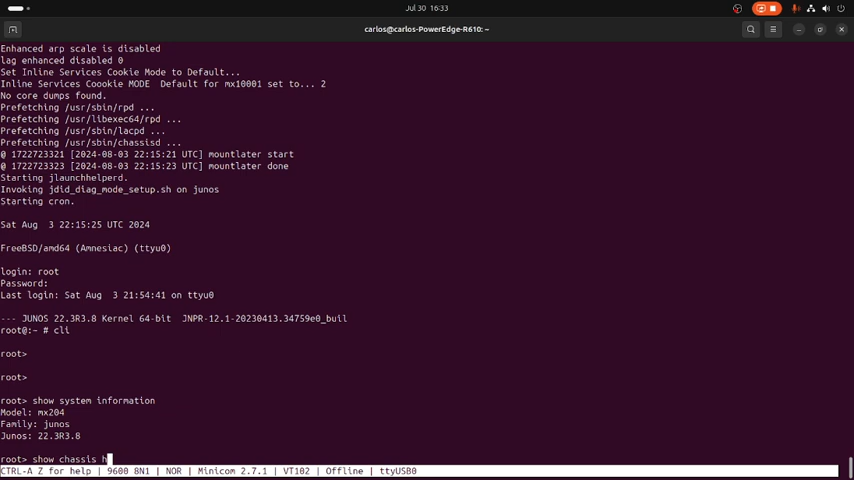 Jul 30 16:33
carlos@carlos-PowerEdge-R610: ~
Enhanced arp scale is disabled
lag enhanced disabled 0
Set Inline Services Cookie Mode to Default...
Inline Services Coookie MODE  Default for mx10001 set to... 2
No core dumps found.
Prefetching /usr/sbin/rpd ...
Prefetching /usr/libexec64/rpd ...
Prefetching /usr/sbin/lacpd ...
Prefetching /usr/sbin/chassisd ...
@ 1722723321 [2024-08-03 22:15:21 UTC] mountlater start
@ 1722723323 [2024-08-03 22:15:23 UTC] mountlater done
Starting jlaunchhelperd.
Invoking jdid_diag_mode_setup.sh on junos
Starting cron.
Sat Aug  3 22:15:25 UTC 2024
FreeBSD/amd64 (Amnesiac) (ttyu0)
login: root
Password:
Last login: Sat Aug  3 21:54:41 on ttyu0
--- JUNOS 22.3R3.8 Kernel 64-bit  JNPR-12.1-20230413.34759e0_buil
root@:~ # cli
root>
root>
root> show system information
Model: mx204
Family: junos
Junos: 22.3R3.8
root> show chassis h
CTRL-A Z for help | 9600 8N1 | NOR | Minicom 2.7.1 | VT102 | Offline | ttyUSB0